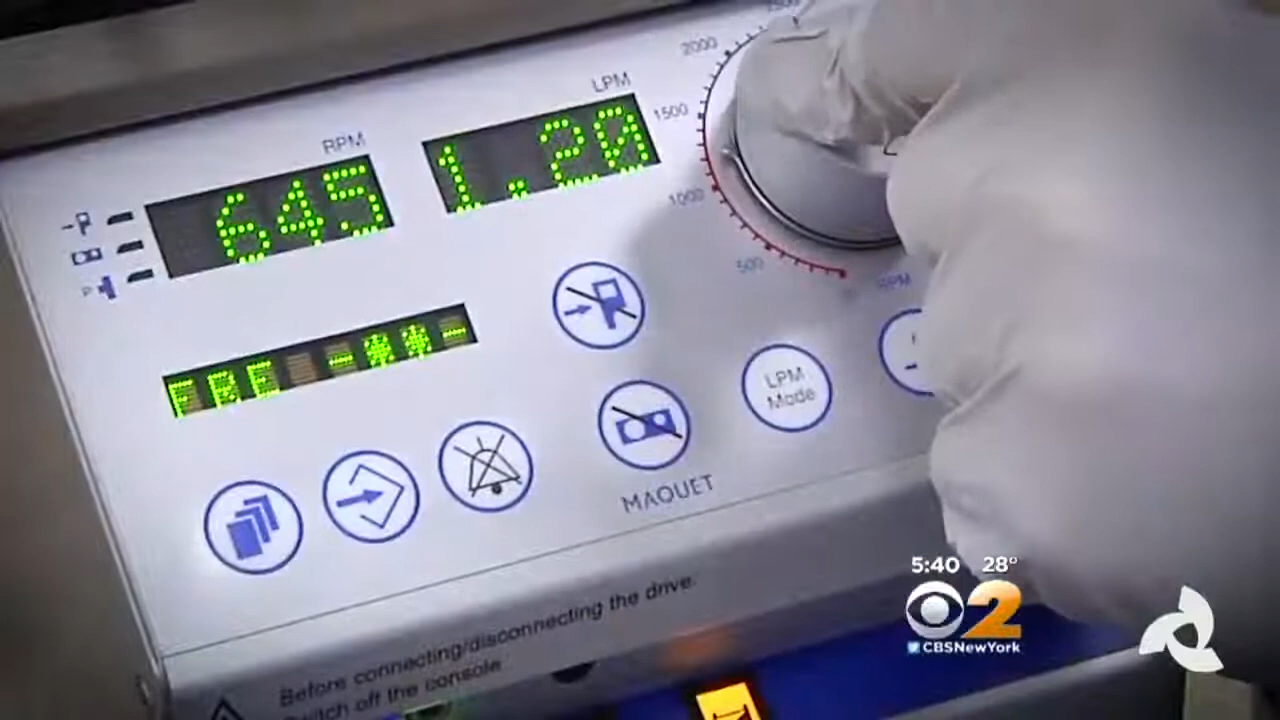 RPM
LPM
645
1.20
2000
1500
1000
500
RPM
LPM
Mode
MAQUET
Before connecting/disconnecting the drive
Switch off the console
5:40 28°
2
CBSNewYork